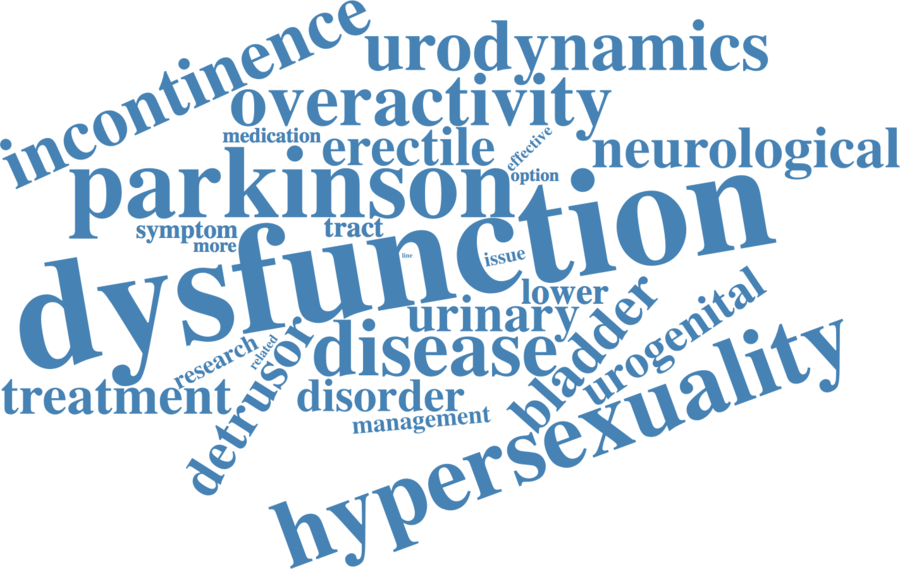 incontinence
urodynamics
overactivity
medication
erectile
effective
neurological
parkinson
option
symptom
tract
more
dysfunction
line
issue
lower
urinary
bladder
urogenital
disease
research
related
detrusor
treatment
disorder
management
hypersexuality